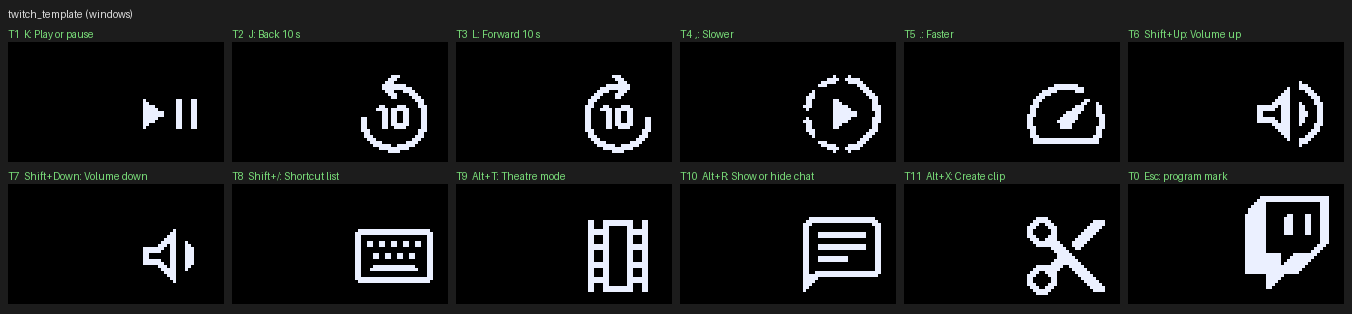 twitch_template (windows)
T1 K: Play or pause
T2 J: Back 10 s
T3 L: Forward 10 s
T4 ,: Slower
T5 .: Faster
T6 Shift+Up: Volume up
10
10
T7 Shift+Down: Volume down
T8 Shift+/: Shortcut list
T9 Alt+T: Theatre mode
T10 Alt+R: Show or hide chat
T11 Alt+X: Create clip
T0 Esc: program mark